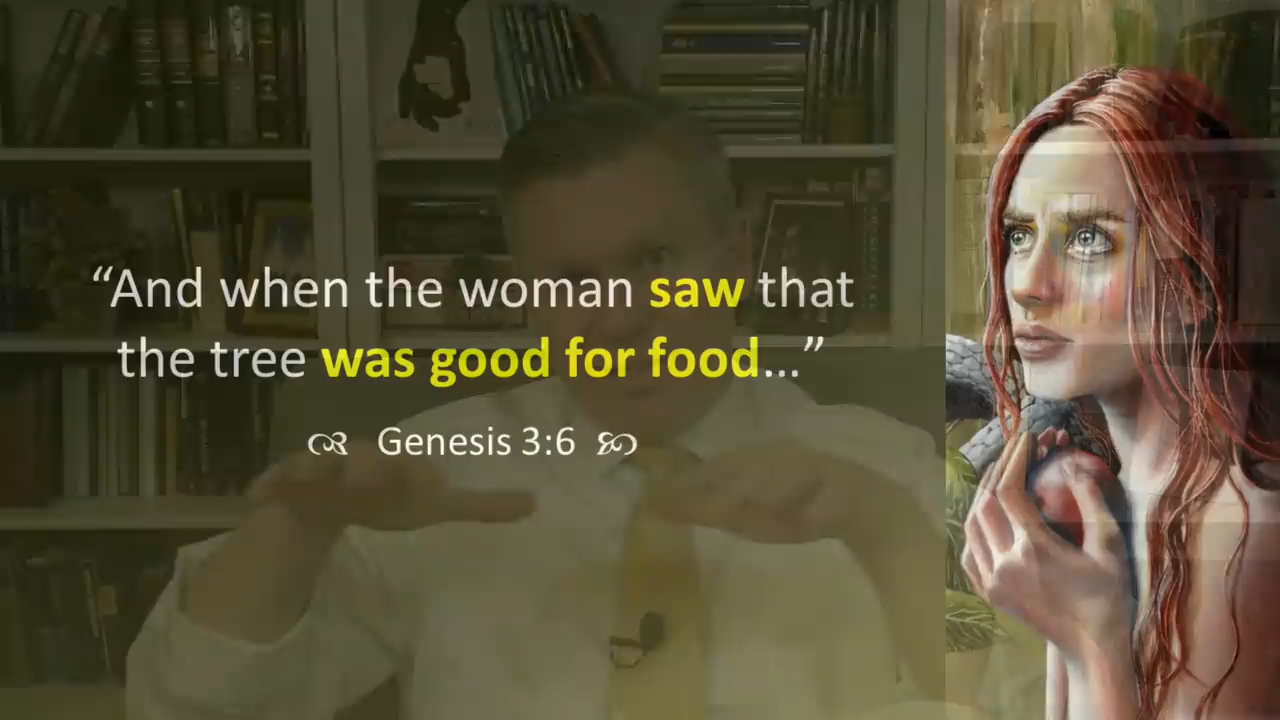 “And when the woman saw that
the tree was good for food...”
Genesis 3:6